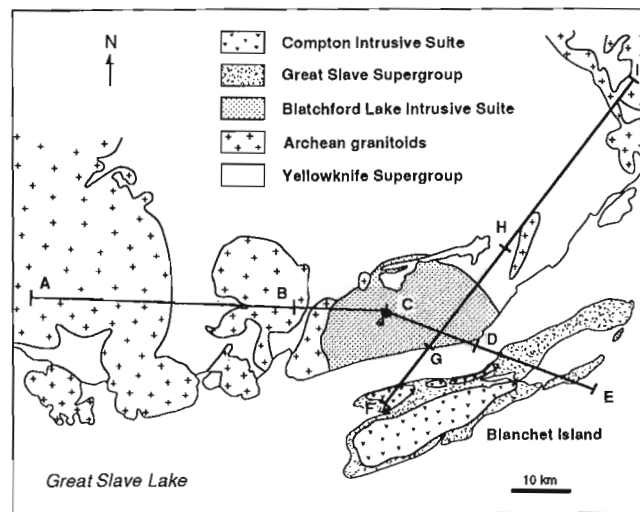 N
Compton Intrusive Suite
Great Slave Supergroup
Blatchford Lake Intrusive Suite
Archean granitoids
Yellowknife Supergroup
I
H
A
B
C
G
D
F
E
Blanchet Island
Great Slave Lake
10 km